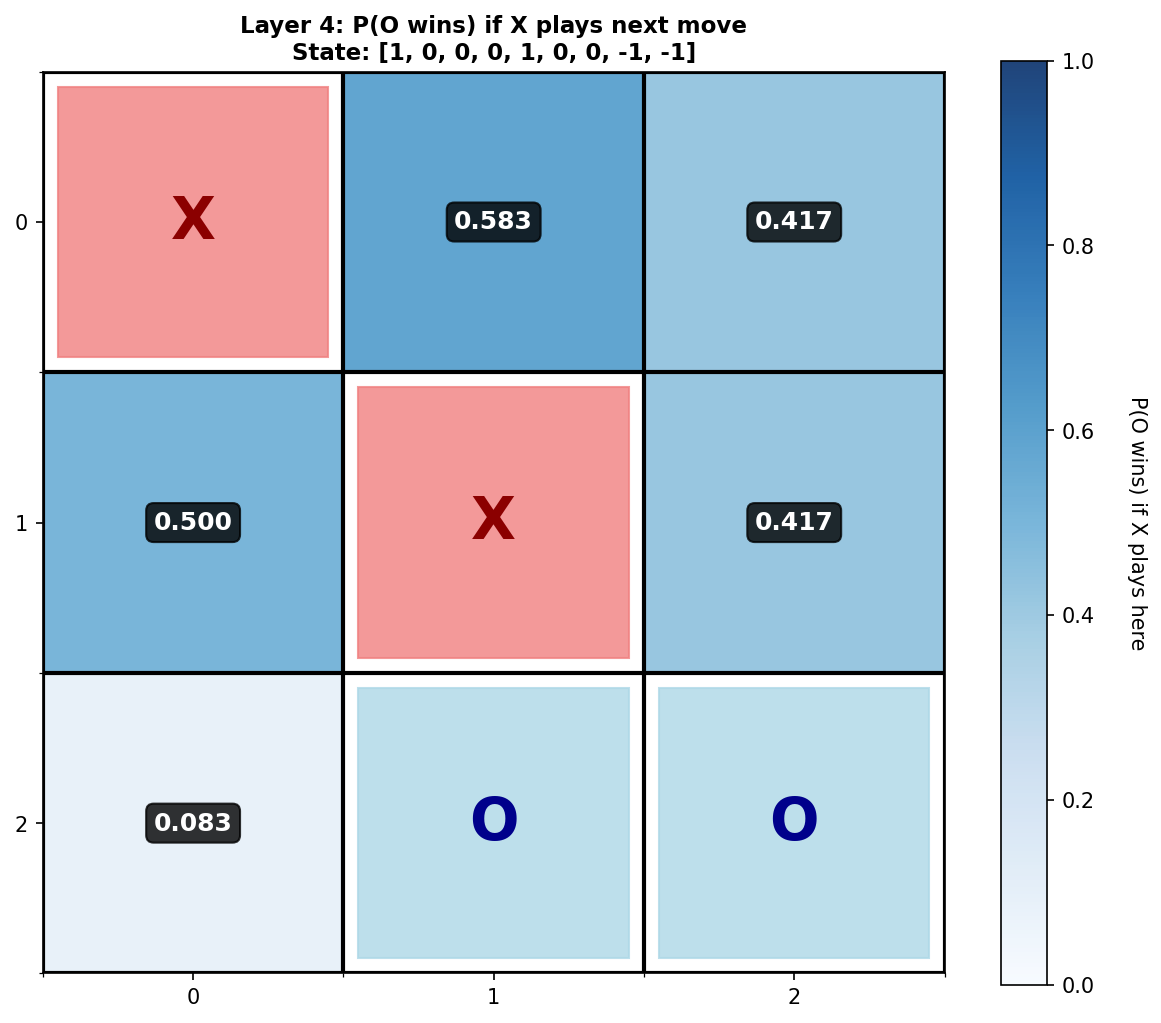 Layer 4: P(O wins) if X plays next move
State: [1, 0, 0, 0, 1, 0, 0, -1, -1]
0
X
0.583
0.417
1
0.500
X
0.417
2
0.083
O
O
0
1
2
1.0
0.8
0.6
0.4
0.2
0.0
P(O wins) if X plays here